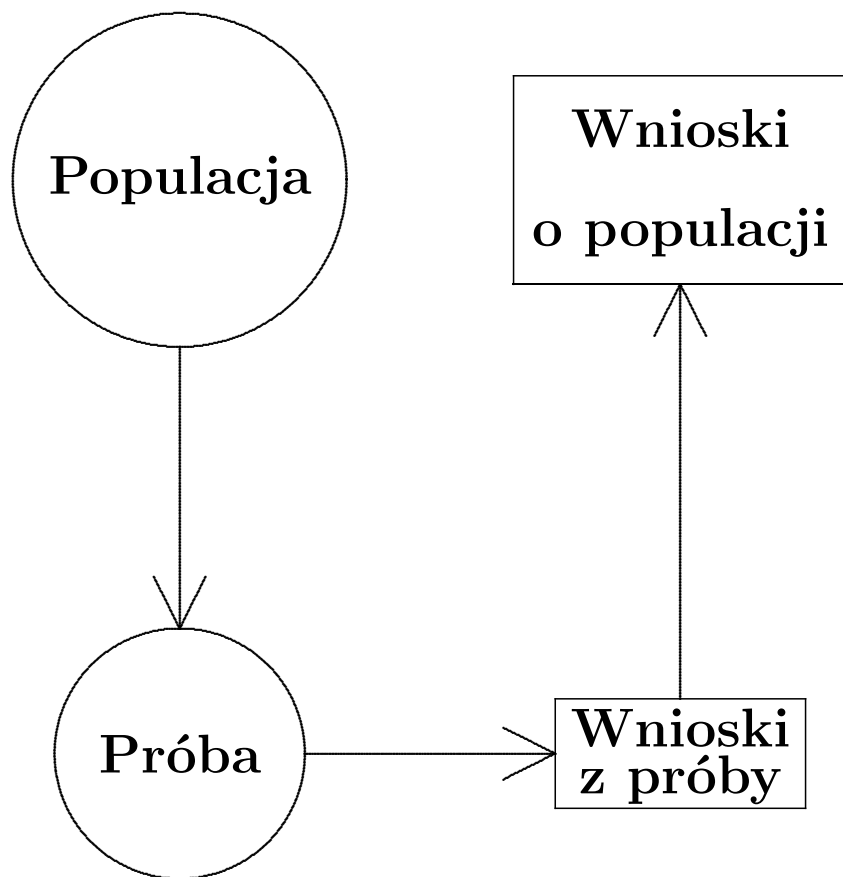 Populacja
Wnioski
o populacji
Próba
Wnioski
z próby